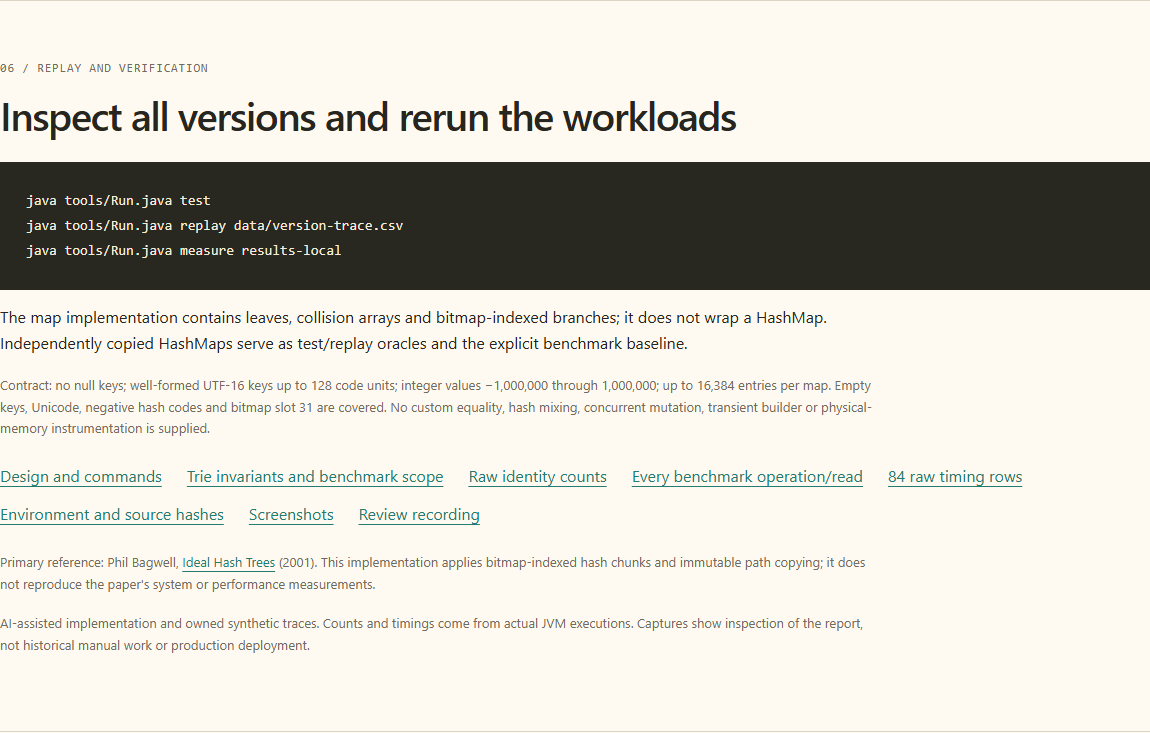 06 / REPLAY AND VERIFICATION
Inspect all versions and rerun the workloads
java tools/Run.java test
java tools/Run.java replay data/version-trace.csv
java tools/Run.java measure results-local
The map implementation contains leaves, collision arrays and bitmap-indexed branches; it does not wrap a HashMap.
Independently copied HashMaps serve as test/replay oracles and the explicit benchmark baseline.
Contract: no null keys; well-formed UTF-16 keys up to 128 code units; integer values −1,000,000 through 1,000,000; up to 16,384 entries per map. Empty
keys, Unicode, negative hash codes and bitmap slot 31 are covered. No custom equality, hash mixing, concurrent mutation, transient builder or physical-
memory instrumentation is supplied.
Design and commands Trie invariants and benchmark scope Raw identity counts Every benchmark operation/read 84 raw timing rows
Environment and source hashes Screenshots Review recording
Primary reference: Phil Bagwell, Ideal Hash Trees (2001). This implementation applies bitmap-indexed hash chunks and immutable path copying; it does
not reproduce the paper's system or performance measurements.
AI-assisted implementation and owned synthetic traces. Counts and timings come from actual JVM executions. Captures show inspection of the report,
not historical manual work or production deployment.